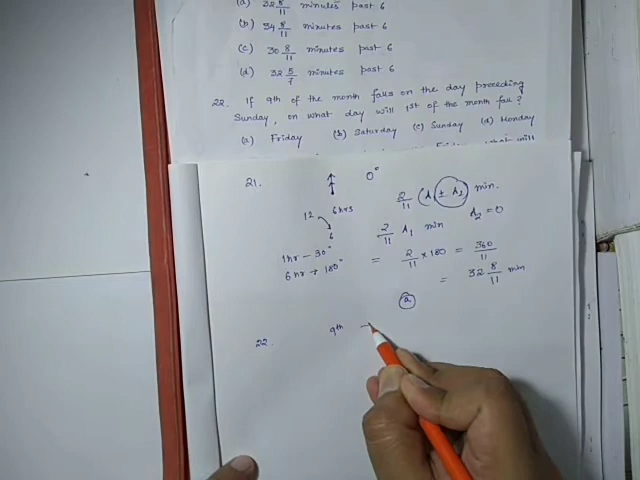 (a) 32 8/11 minutes past 6
(b) 34 8/11 minutes past 6
(c) 30 8/11 minutes past 6
(d) 32 5/7 minutes past 6
22. If 9th of the month falls on the day preceding
Sunday, on what day will 1st of the month fall?
(a) Friday (b) Saturday (c) Sunday (d) Monday
21. 0°
2/11 (A₁ ± A₂) min.
12 6hrs
6
A₂ = 0
2/11 A₁ min
1hr – 30°
6hr → 180°
= 2/11 × 180 = 360/11
= 32 8/11 min
(a)
22. 9th